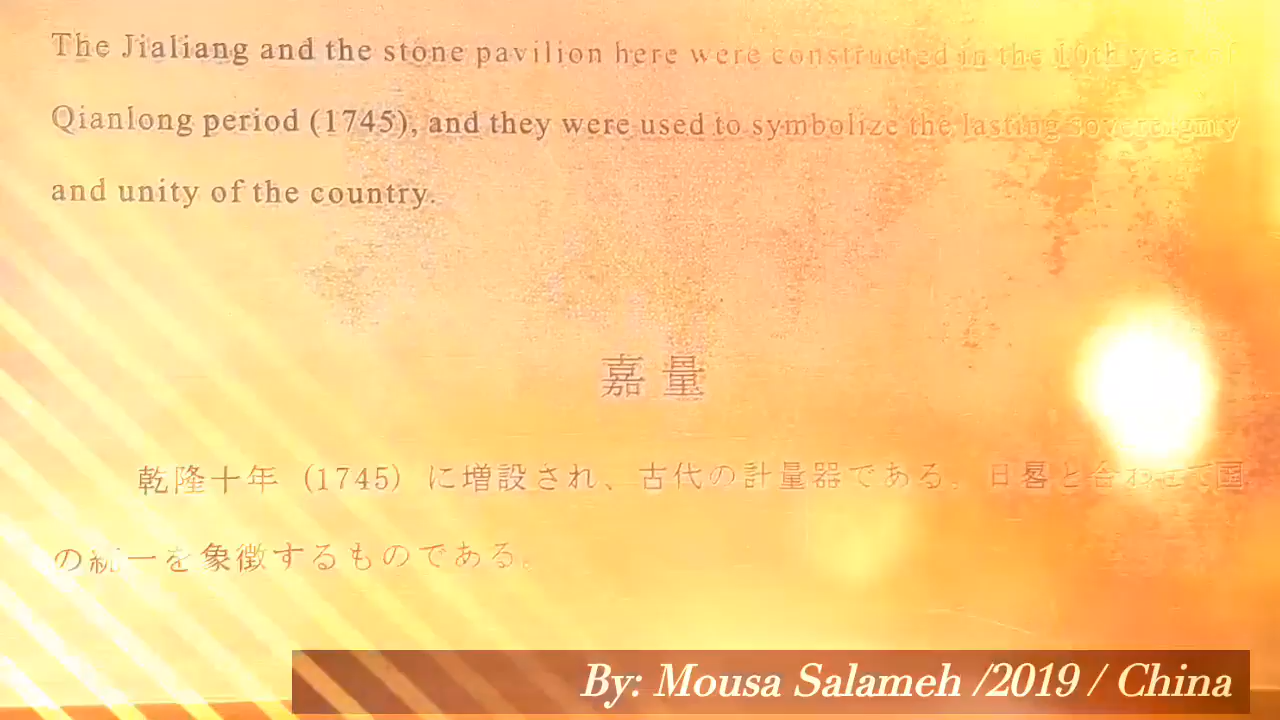 The Jialiang and the stone pavilion here were constructed in the 10th year of
Qianlong period (1745), and they were used to symbolize the lasting sovereignty
and unity of the country.
嘉量
乾隆十年 (1745) に増設され、古代の計量器である。日晷と合わせて国
の統一を象徴するものである。
By: Mousa Salameh /2019 / China